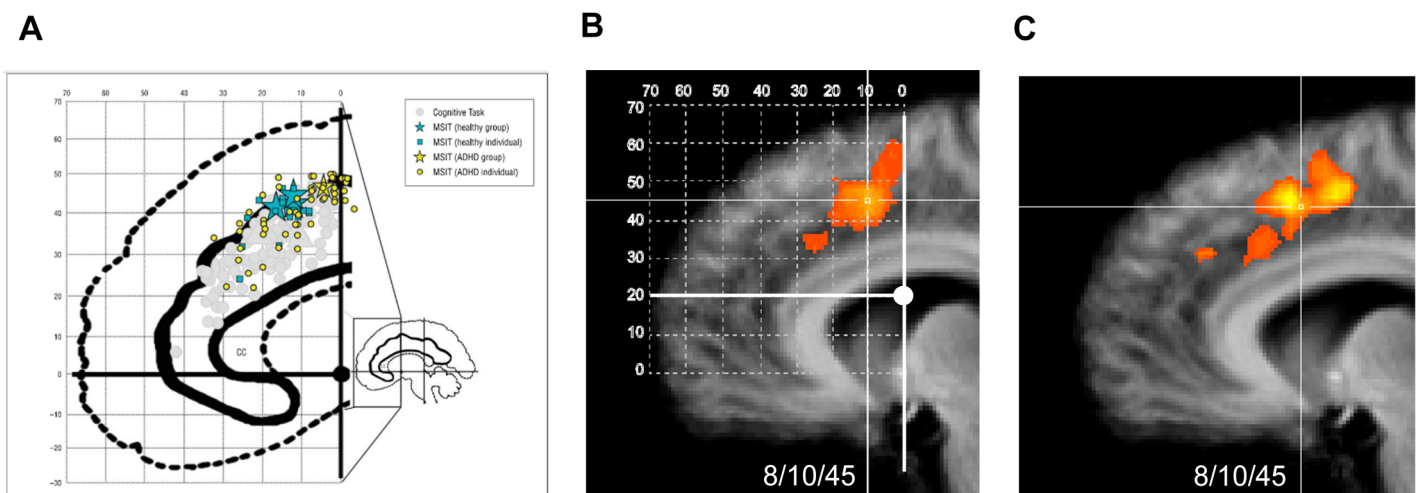 A
B
C
70 60 50 40 30 20 10 0
70
60
50
40
30
20
10
0
-10
-20
-30
Cognitive Task
MSIT (healthy group)
MSIT (healthy individual)
MSIT (ADHD group)
MSIT (ADHD individual)
CC
70 60 50 40 30 20 10 0
70
60
50
40
30
20
10
0
8/10/45
8/10/45